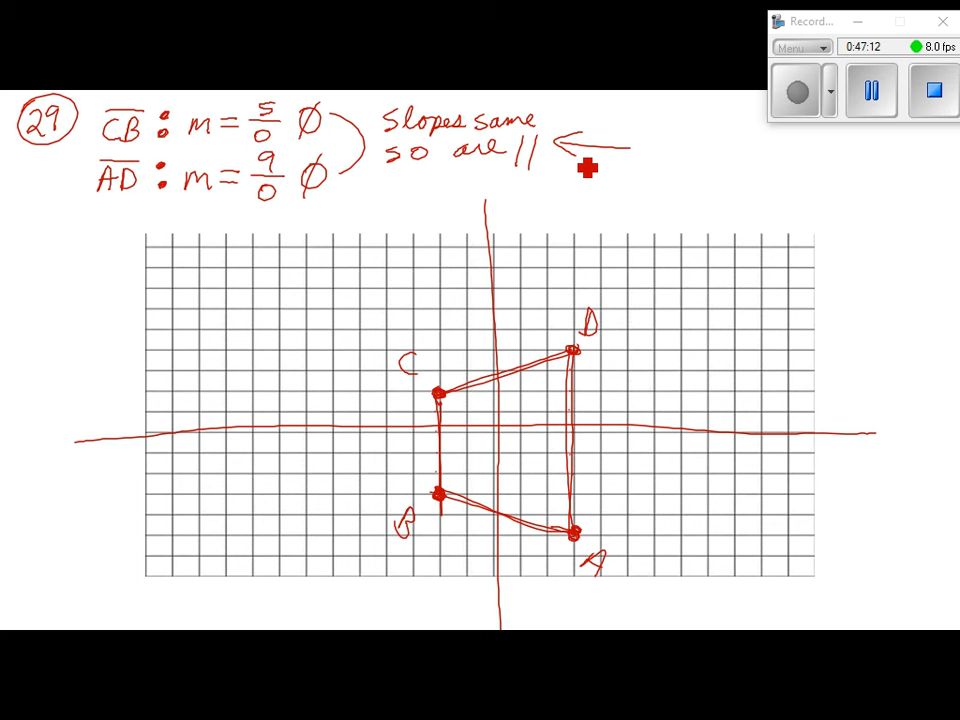 Record...
Menu
0:47:12
8.0 fps
29
CB : m = 5/0 Ø
slopes same
so are //
AD : m = 9/0 Ø
D
C
B
A